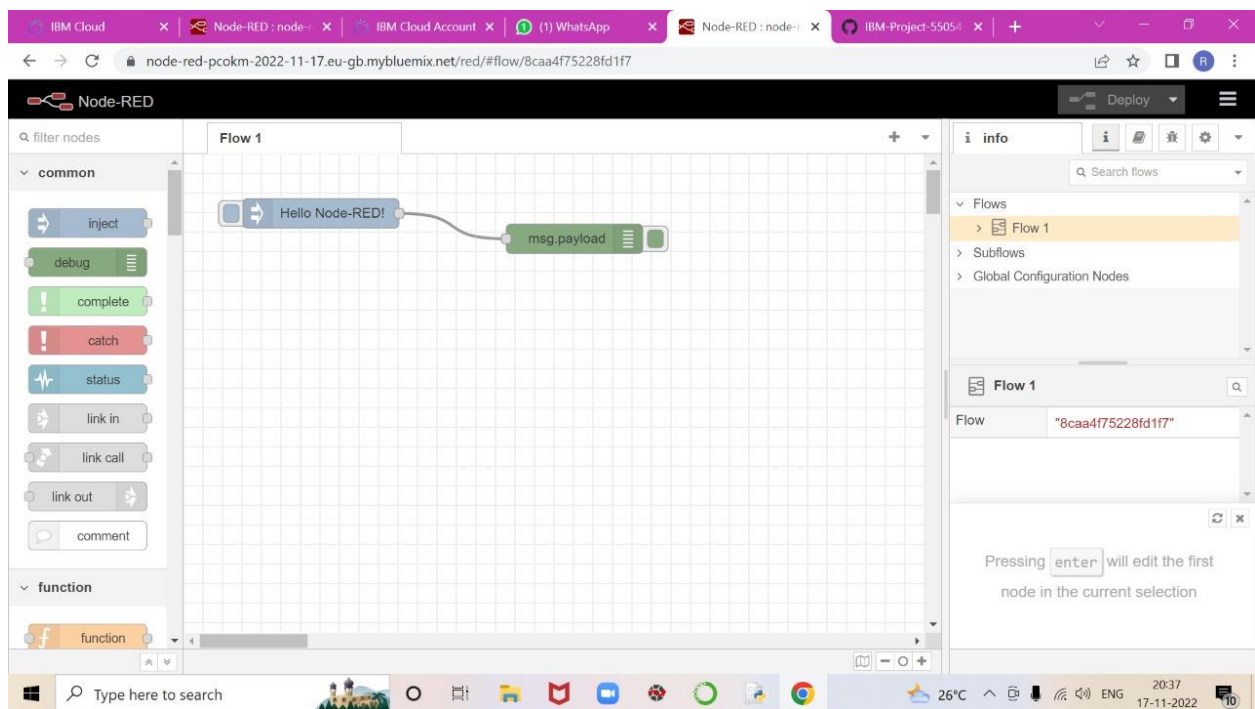 IBM Cloud
Node-RED : node-r
IBM Cloud Account
(1) WhatsApp
Node-RED : node-r
IBM-Project-55054
node-red-pcokm-2022-11-17.eu-gb.mybluemix.net/red/#flow/8caa4f75228fd1f7
R
Node-RED
Deploy
filter nodes
Flow 1
i info
i
Search flows
common
inject
debug
complete
catch
status
link in
link call
link out
comment
function
function
Hello Node-RED!
msg.payload
Flows
Flow 1
Subflows
Global Configuration Nodes
Flow 1
Flow "8caa4f75228fd1f7"
Pressing enter will edit the first
node in the current selection
Type here to search
26°C
ENG
20:37
17-11-2022
10